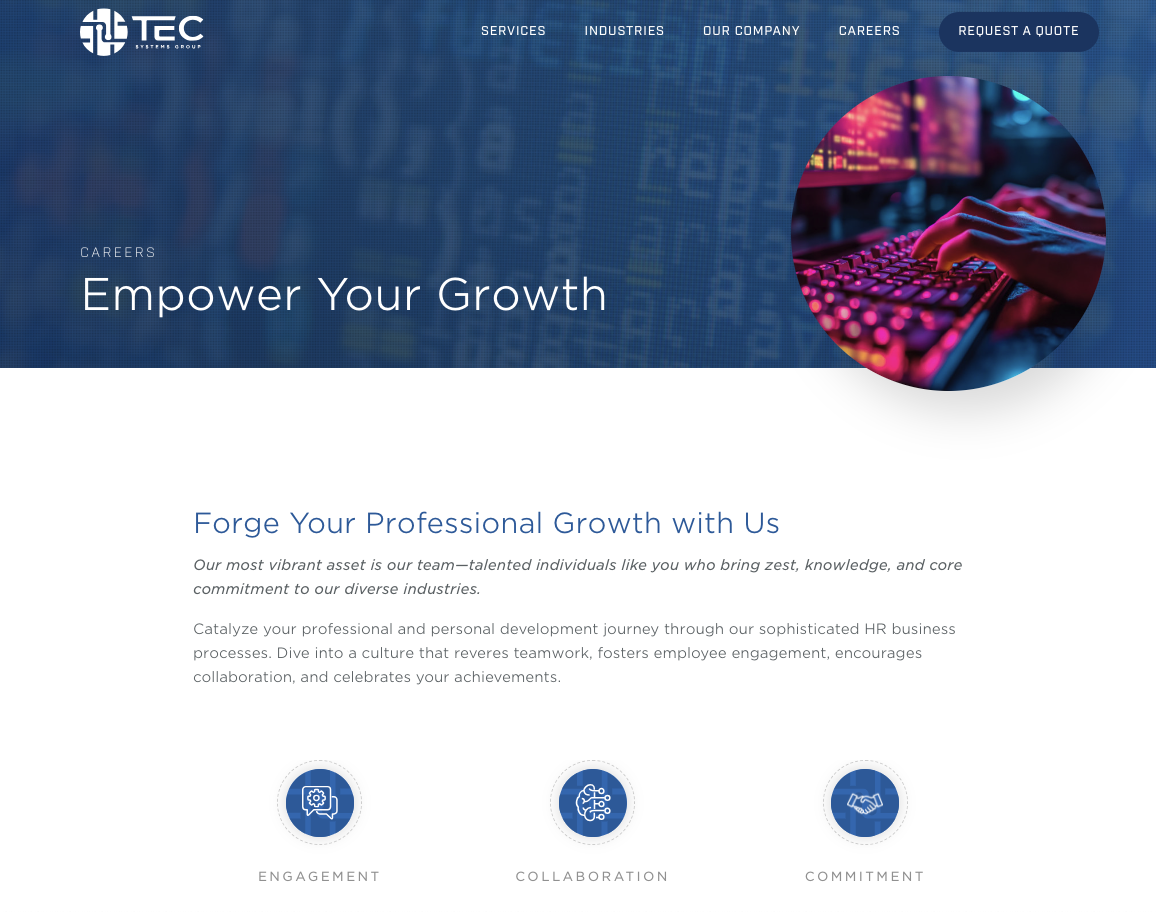 TEC
SYSTEMS GROUP
SERVICES
INDUSTRIES
OUR COMPANY
CAREERS
REQUEST A QUOTE
CAREERS
Empower Your Growth
Forge Your Professional Growth with Us
Our most vibrant asset is our team—talented individuals like you who bring zest, knowledge, and core
commitment to our diverse industries.
Catalyze your professional and personal development journey through our sophisticated HR business
processes. Dive into a culture that reveres teamwork, fosters employee engagement, encourages
collaboration, and celebrates your achievements.
ENGAGEMENT
COLLABORATION
COMMITMENT